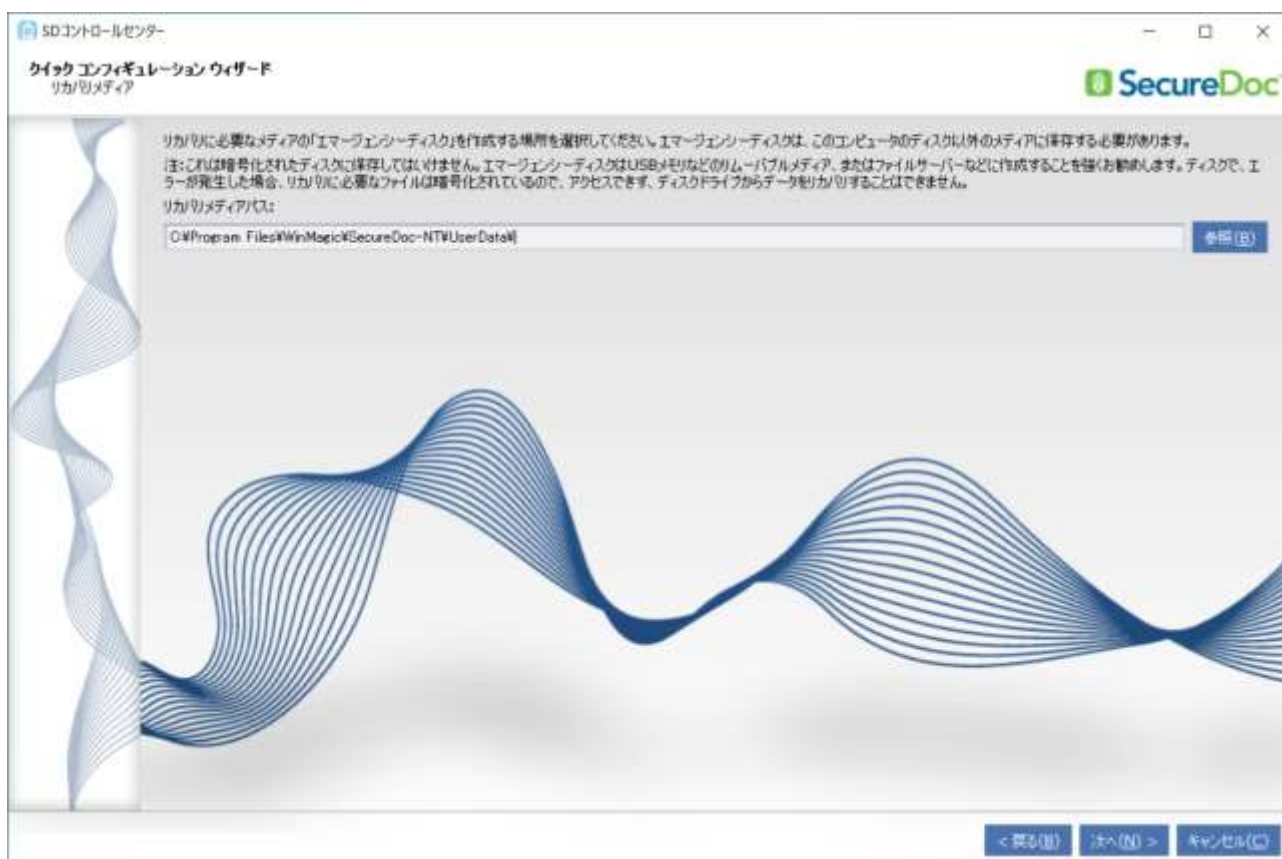 SDコントロールセンター
クイック コンフィギュレーション ウィザード
リカバリメディア
SecureDoc
リカバリに必要なメディアの「エマージェンシーディスク」を作成する場所を選択してください。エマージェンシーディスクは、このコンピュータのディスク以外のメディアに保存する必要があります。
注:これは暗号化されたディスクに保存してはいけません。エマージェンシーディスクはUSBメモリなどのリムーバブルメディア、またはファイルサーバーなどに作成することを強くお勧めします。ディスクで、エ
ラーが発生した場合、リカバリに必要なファイルは暗号化されているので、アクセスできず、ディスクドライブからデータをリカバリすることはできません。
リカバリメディアパス:
C:¥Program Files¥WinMagic¥SecureDoc-NT¥UserData¥
参照(B)
< 戻る(B)
次へ(N) >
キャンセル(C)